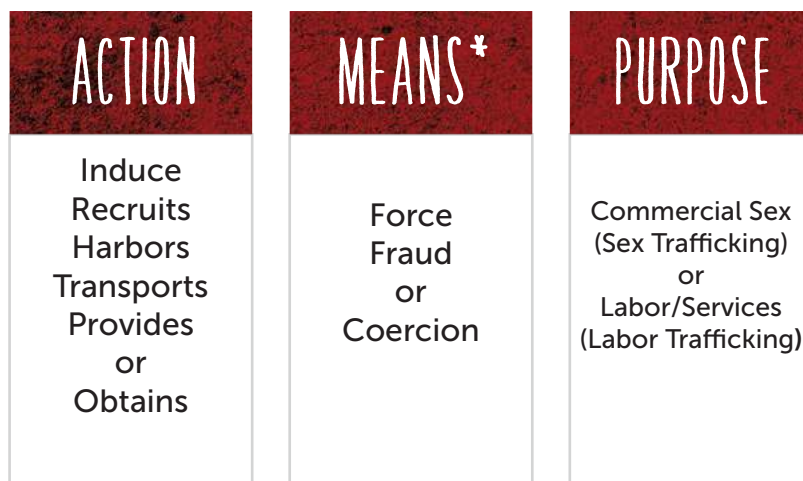 ACTION
Induce
Recruits
Harbors
Transports
Provides
or
Obtains
MEANS*
Force
Fraud
or
Coercion
PURPOSE
Commercial Sex
(Sex Trafficking)
or
Labor/Services
(Labor Trafficking)